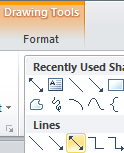 Drawing Tools
Format
Recently Used Sha
Lines